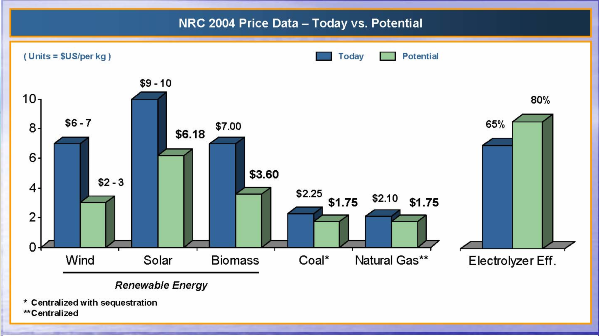 NRC 2004 Price Data – Today vs. Potential
( Units = $US/per kg )
Today
Potential
10
8
6
4
2
0
$6 - 7
$2 - 3
$9 - 10
$6.18
$7.00
$3.60
$2.25
$1.75
$2.10
$1.75
65%
80%
Wind
Solar
Biomass
Coal*
Natural Gas**
Electrolyzer Eff.
Renewable Energy
* Centralized with sequestration
**Centralized